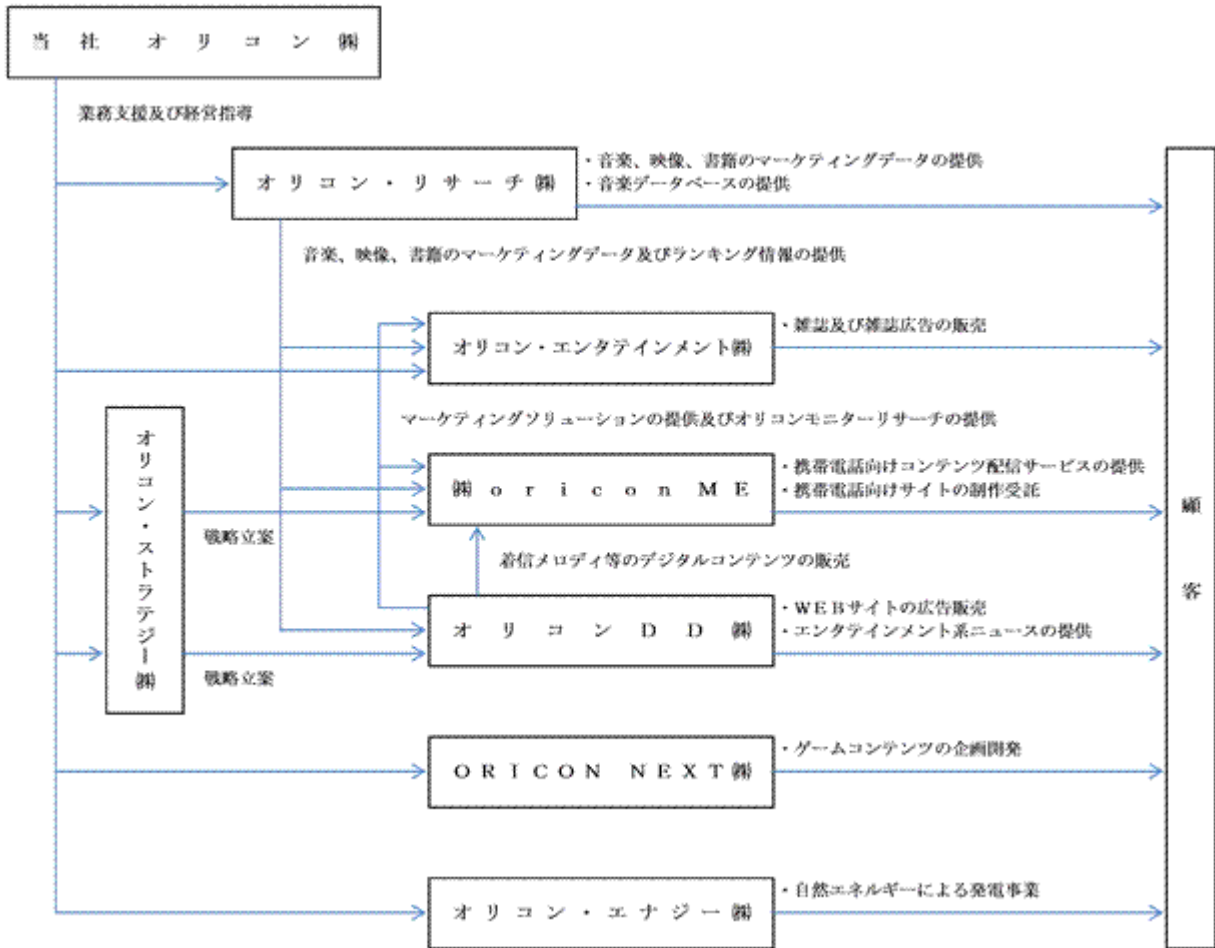 当社 オリコン㈱
業務支援及び経営指導
オリコン・リサーチ㈱
・音楽、映像、書籍のマーケティングデータの提供
・音楽データベースの提供
音楽、映像、書籍のマーケティングデータ及びランキング情報の提供
オリコン・エンタテインメント㈱
・雑誌及び雑誌広告の販売
マーケティングソリューションの提供及びオリコンモニターリサーチの提供
オリコン・ストラテジー㈱
戦略立案
㈱oriconME
・携帯電話向けコンテンツ配信サービスの提供
・携帯電話向けサイトの制作受託
着信メロディ等のデジタルコンテンツの販売
戦略立案
オリコンDD㈱
・WEBサイトの広告販売
・エンタテインメント系ニュースの提供
ORICON NEXT㈱
・ゲームコンテンツの企画開発
オリコン・エナジー㈱
・自然エネルギーによる発電事業
顧客